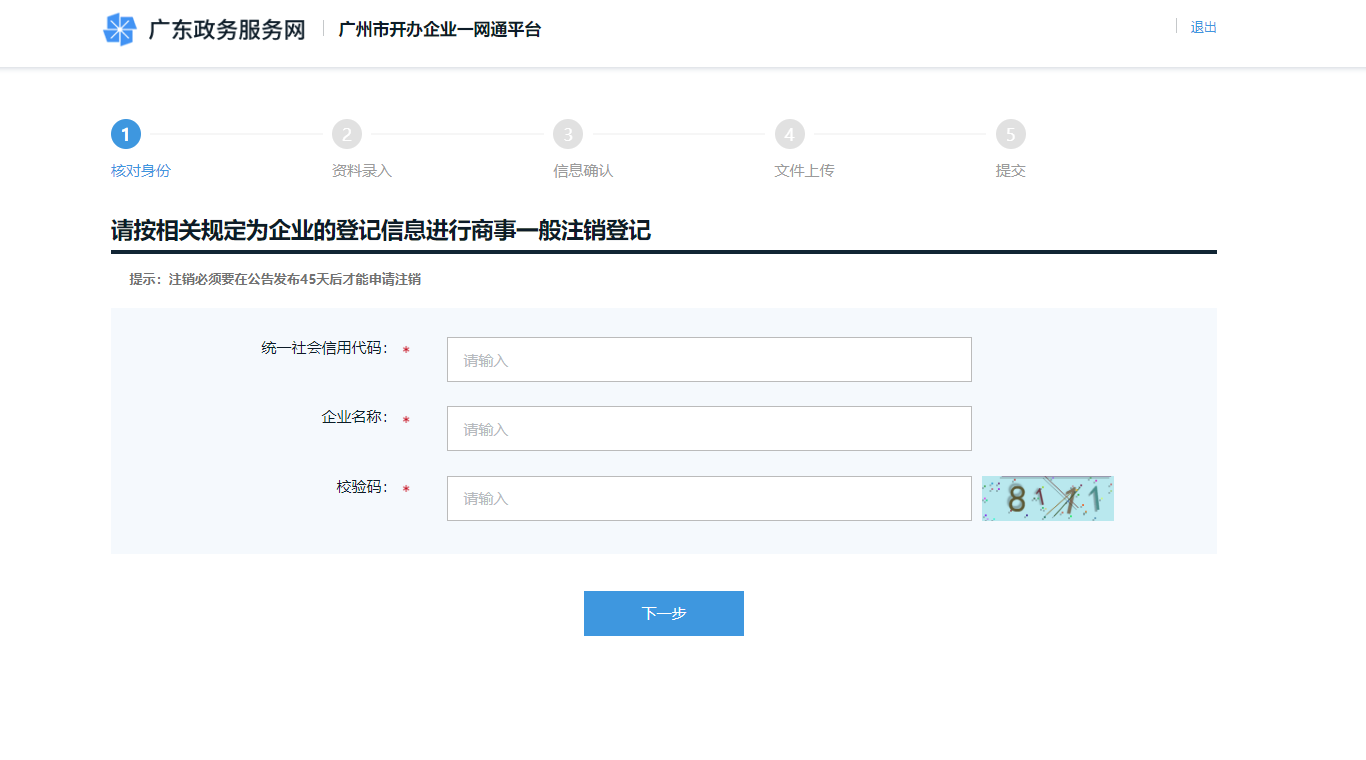 广东政务服务网 广州市开办企业一网通平台 退出
1 2 3 4 5
核对身份 资料录入 信息确认 文件上传 提交
请按相关规定为企业的登记信息进行商事一般注销登记
提示：注销必须要在公告发布45天后才能申请注销
统一社会信用代码： * 请输入
企业名称： * 请输入
校验码： * 请输入 8111
下一步